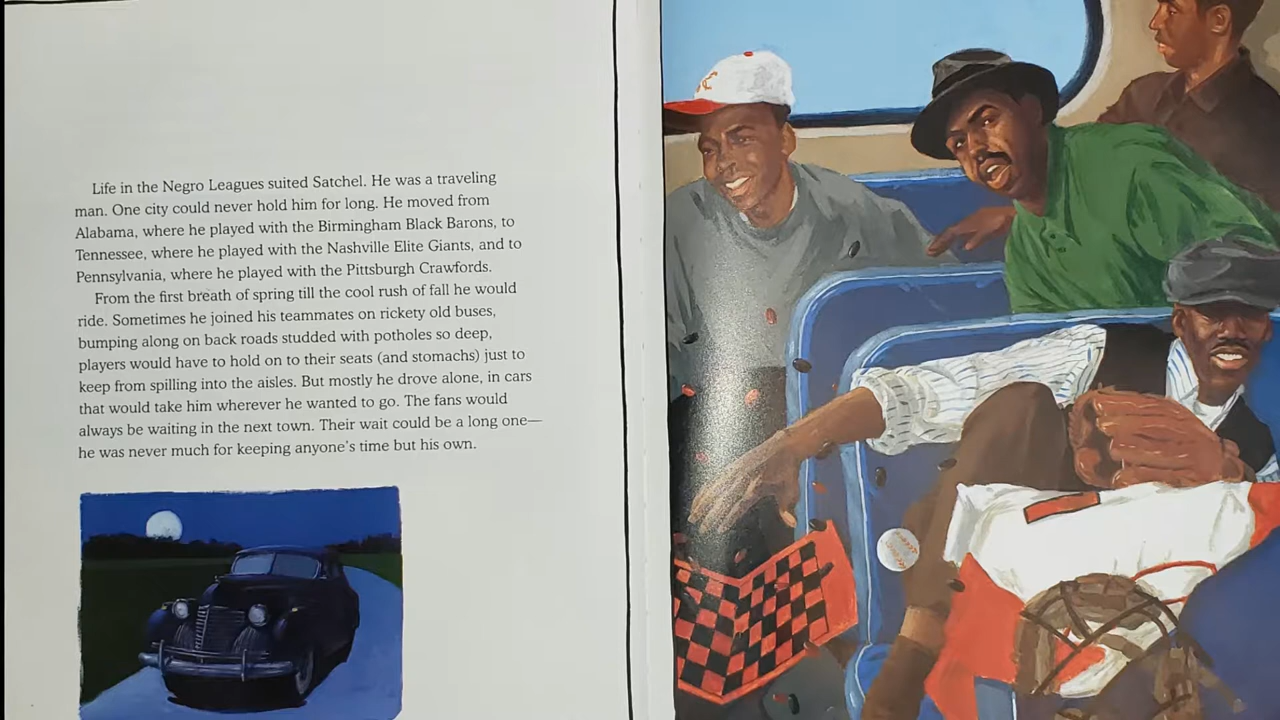 Life in the Negro Leagues suited Satchel. He was a traveling
man. One city could never hold him for long. He moved from
Alabama, where he played with the Birmingham Black Barons, to
Tennessee, where he played with the Nashville Elite Giants, and to
Pennsylvania, where he played with the Pittsburgh Crawfords.
From the first breath of spring till the cool rush of fall he would
ride. Sometimes he joined his teammates on rickety old buses,
bumping along on back roads studded with potholes so deep,
players would have to hold on to their seats (and stomachs) just to
keep from spilling into the aisles. But mostly he drove alone, in cars
that would take him wherever he wanted to go. The fans would
always be waiting in the next town. Their wait could be a long one—
he was never much for keeping anyone's time but his own.